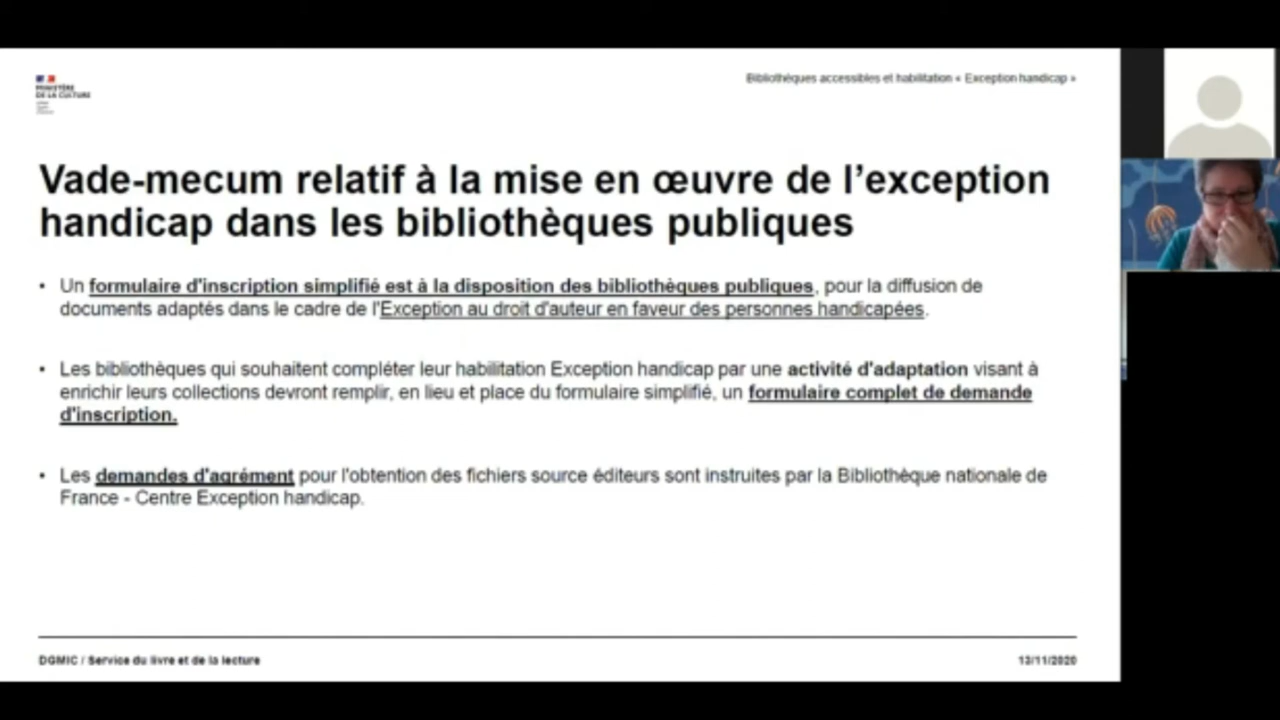 MINISTÈRE
DE LA CULTURE
Bibliothèques accessibles et habilitation « Exception handicap »
Vade-mecum relatif à la mise en œuvre de l’exception
handicap dans les bibliothèques publiques
• Un formulaire d'inscription simplifié est à la disposition des bibliothèques publiques, pour la diffusion de
documents adaptés dans le cadre de l'Exception au droit d'auteur en faveur des personnes handicapées.
• Les bibliothèques qui souhaitent compléter leur habilitation Exception handicap par une activité d'adaptation visant à
enrichir leurs collections devront remplir, en lieu et place du formulaire simplifié, un formulaire complet de demande
d'inscription.
• Les demandes d'agrément pour l'obtention des fichiers source éditeurs sont instruites par la Bibliothèque nationale de
France - Centre Exception handicap.
DGMIC / Service du livre et de la lecture
13/11/2020